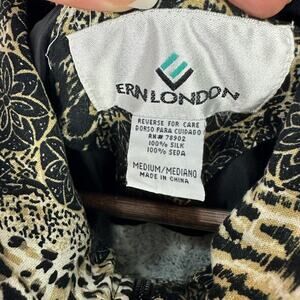 ERN LONDON
REVERSE FOR CARE
DORSO PARA CUIDADO
RN# 78902
100% SILK
100% SEDA
MEDIUM/MEDIANO
MADE IN CHINA